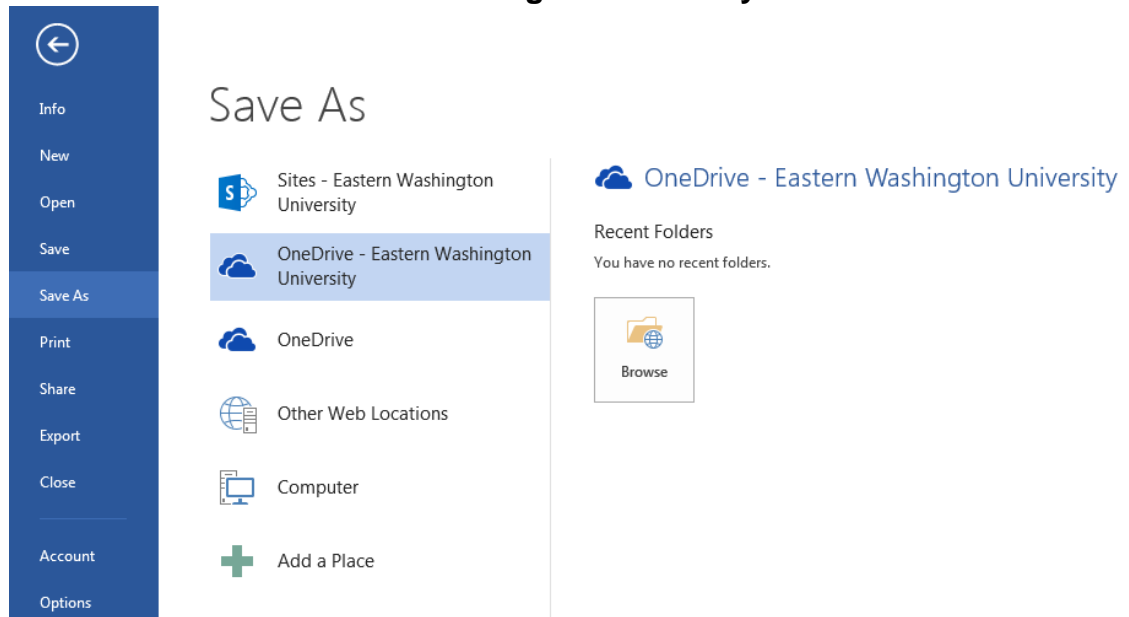 Info
New
Open
Save
Save As
Print
Share
Export
Close
Account
Options
Save As
Sites - Eastern Washington
University
OneDrive - Eastern Washington
University
OneDrive
Other Web Locations
Computer
Add a Place
OneDrive - Eastern Washington University
Recent Folders
You have no recent folders.
Browse